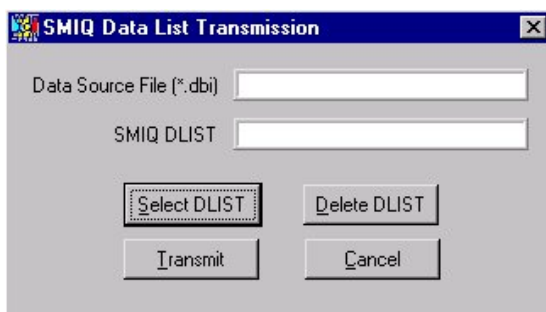 SMIQ Data List Transmission
Data Source File (*.dbi)
SMIQ DLIST
Select DLIST Delete DLIST
Transmit Cancel